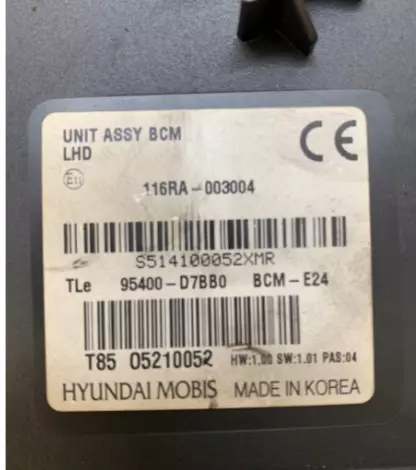 UNIT ASSY BCM
LHD
CE
E11
116RA-003004
S514100052XMR
TLe 95400-D7BB0 BCM-E24
T85 05210052 HW:1.00 SW:1.01 PAS:04
HYUNDAI MOBIS MADE IN KOREA